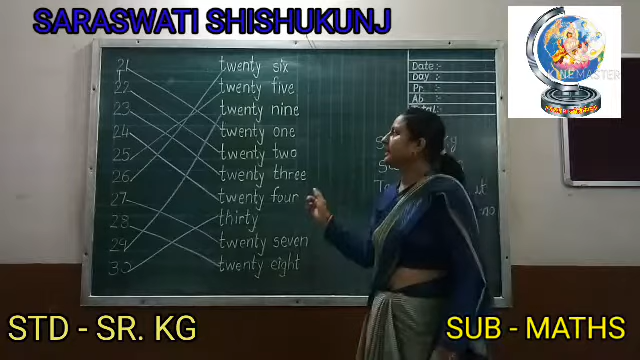 SARASWATI SHISHUKUNJ
KINEMASTER
Date:-
Day:-
Pr:-
Ab:-
Total:-
21 twenty six
22 twenty five
23 twenty nine
24 twenty one
25 twenty two
26 twenty three
27 twenty four
28 thirty
29 twenty seven
30 twenty eight
STD - SR. KG
SUB - MATHS